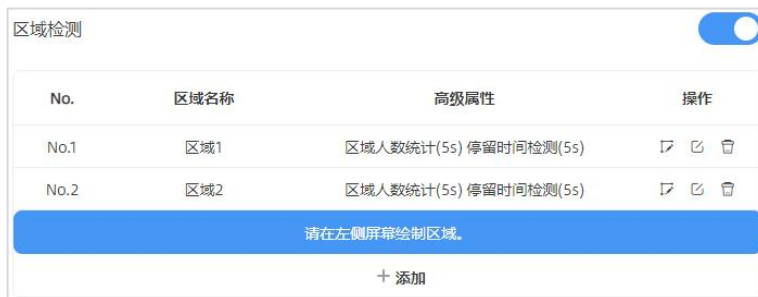 区域检测
No. 区域名称 高级属性 操作
No.1 区域1 区域人数统计(5s) 停留时间检测(5s)
No.2 区域2 区域人数统计(5s) 停留时间检测(5s)
请在左侧屏幕绘制区域。
+ 添加